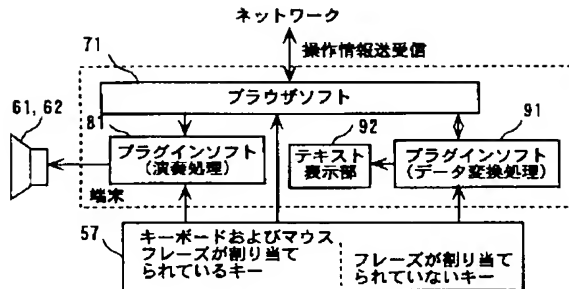 ネットワーク
操作情報送受信
71
ブラウザソフト
61, 62
81
プラグインソフト
(演奏処理)
92
テキスト
表示部
91
プラグインソフト
(データ変換処理)
端末
57
キーボードおよびマウス
フレーズが割り当て
られているキー
フレーズが割り当て
られていないキー